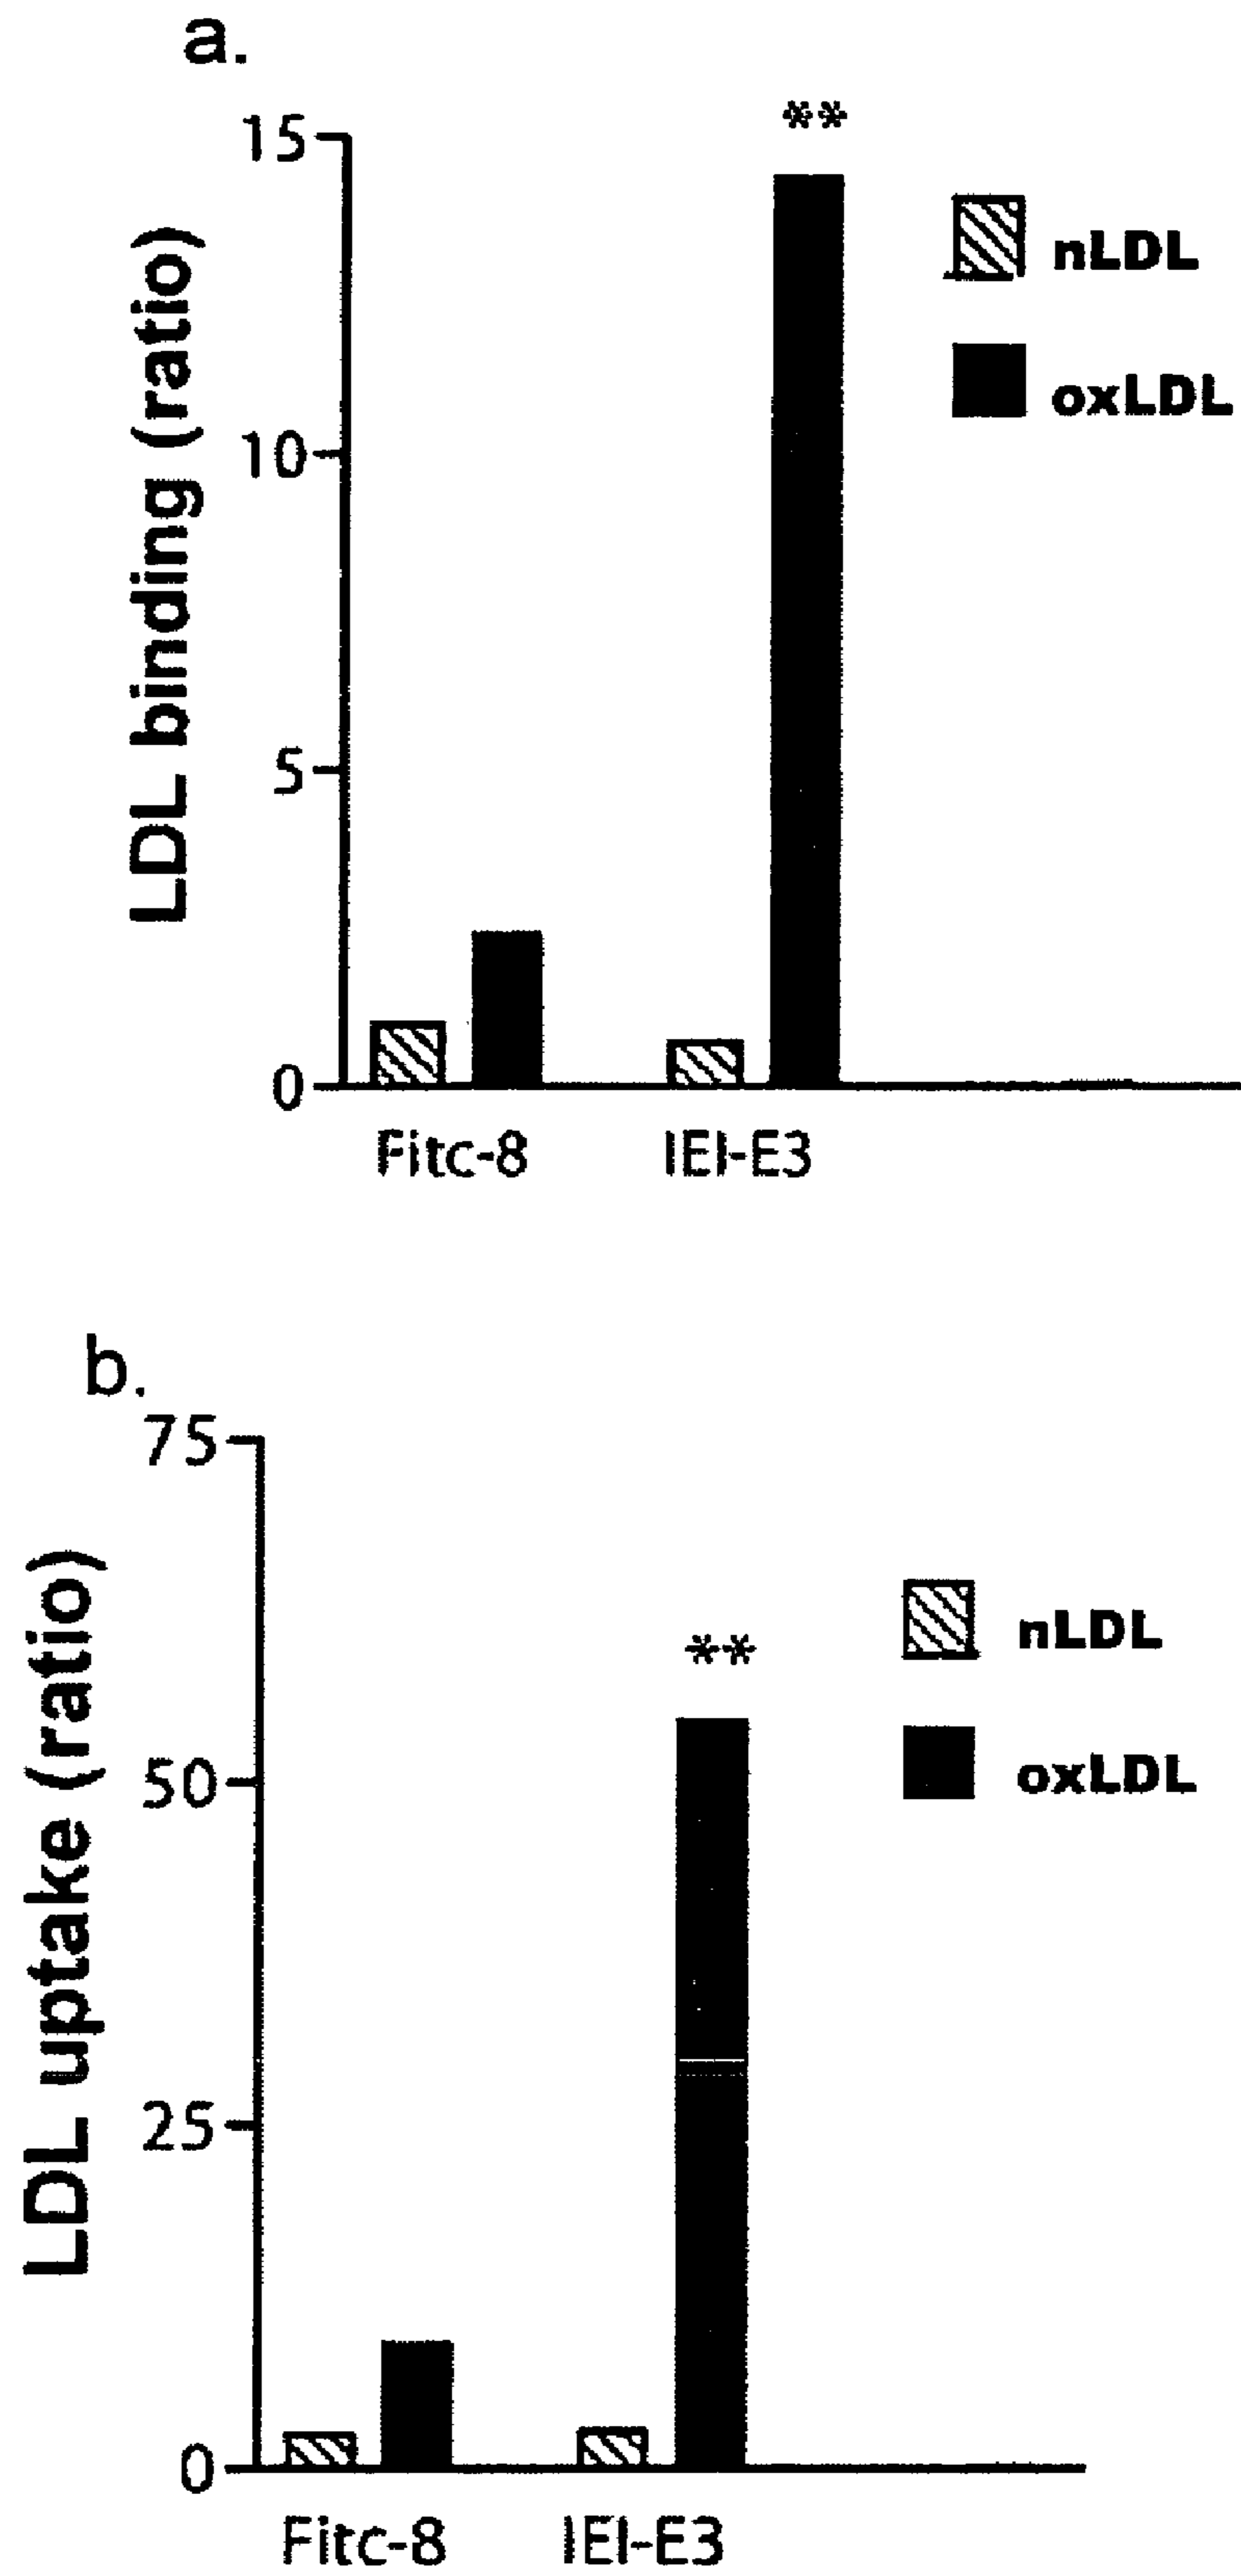 a.
15
**
LDL binding (ratio)
nLDL
oxLDL
10
5
0
Fitc-8 IEI-E3
b.
75
LDL uptake (ratio)
nLDL
**
oxLDL
50
25
0
Fitc-8 IEI-E3